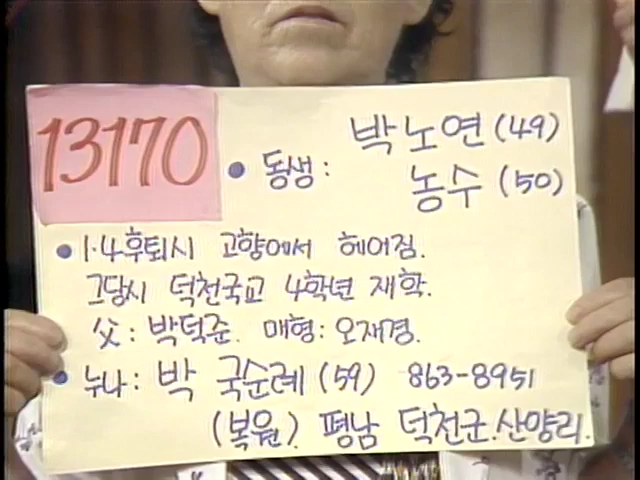 13170
박노연 (49)
• 동생:
농수 (50)
• 1·4후퇴시 고향에서 헤어짐.
그당시 덕천국교 4학년 재학.
父: 박덕준. 매형: 오재경.
• 누나: 박 국순례 (59) 863-8951
(복원). 평남 덕천군.산양리.